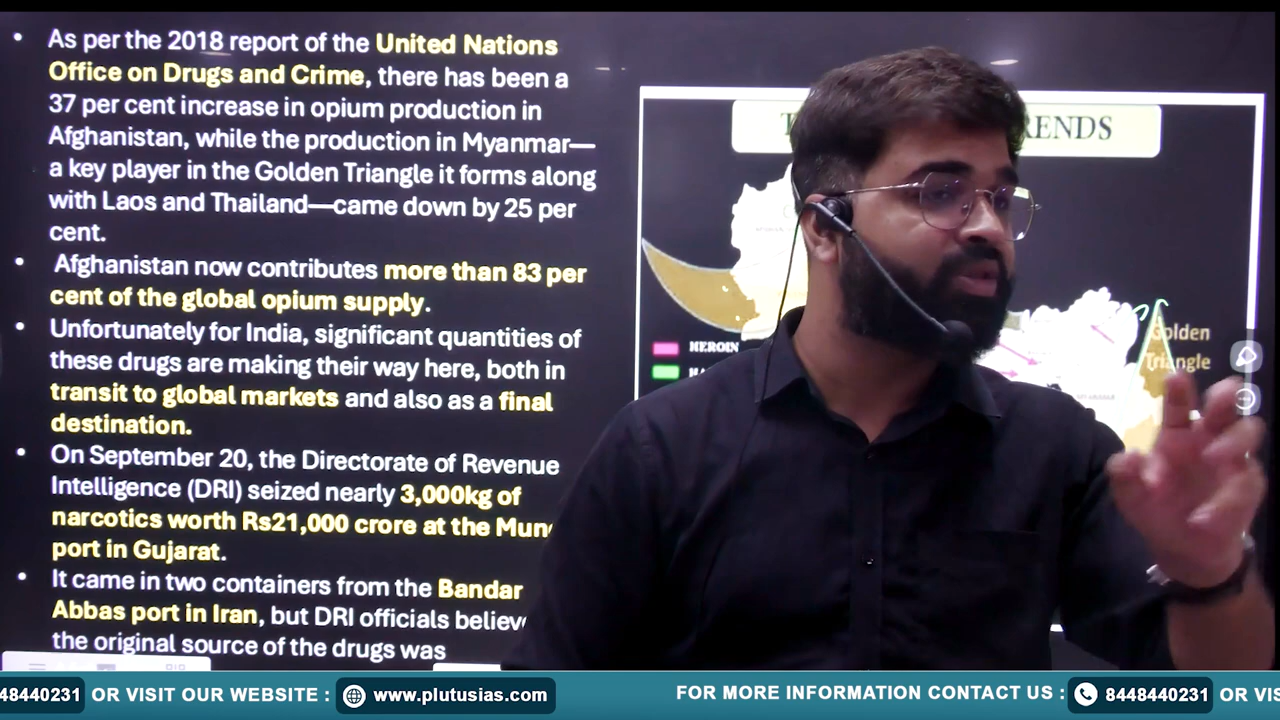 • As per the 2018 report of the United Nations
Office on Drugs and Crime, there has been a
37 per cent increase in opium production in
Afghanistan, while the production in Myanmar—
a key player in the Golden Triangle it forms along
with Laos and Thailand—came down by 25 per
cent.
• Afghanistan now contributes more than 83 per
cent of the global opium supply.
• Unfortunately for India, significant quantities of
these drugs are making their way here, both in
transit to global markets and also as a final
destination.
• On September 20, the Directorate of Revenue
Intelligence (DRI) seized nearly 3,000kg of
narcotics worth Rs21,000 crore at the Mun
port in Gujarat.
• It came in two containers from the Bandar
Abbas port in Iran, but DRI officials believ
the original source of the drugs was
T RENDS
HEROIN
Golden
Triangle
MYANMAR
48440231 OR VISIT OUR WEBSITE : www.plutusias.com FOR MORE INFORMATION CONTACT US : 8448440231 OR VIS